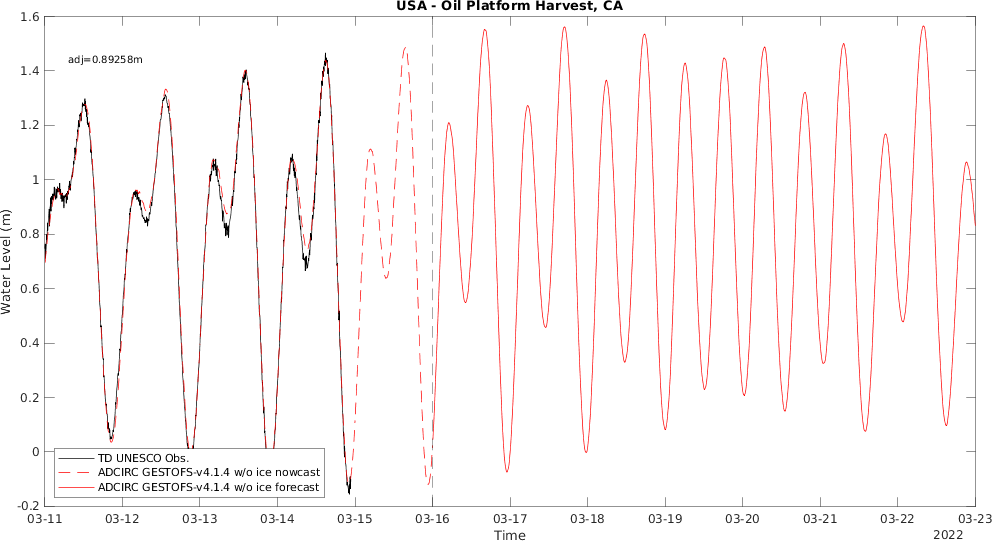 USA - Oil Platform Harvest, CA
1.6
1.4
1.2
1
0.8
0.6
0.4
0.2
0
-0.2
Water Level (m)
adj=0.89258m
TD UNESCO Obs.
ADCIRC GESTOFS-v4.1.4 w/o ice nowcast
ADCIRC GESTOFS-v4.1.4 w/o ice forecast
03-11 03-12 03-13 03-14 03-15 03-16 03-17 03-18 03-19 03-20 03-21 03-22 03-23
Time
2022